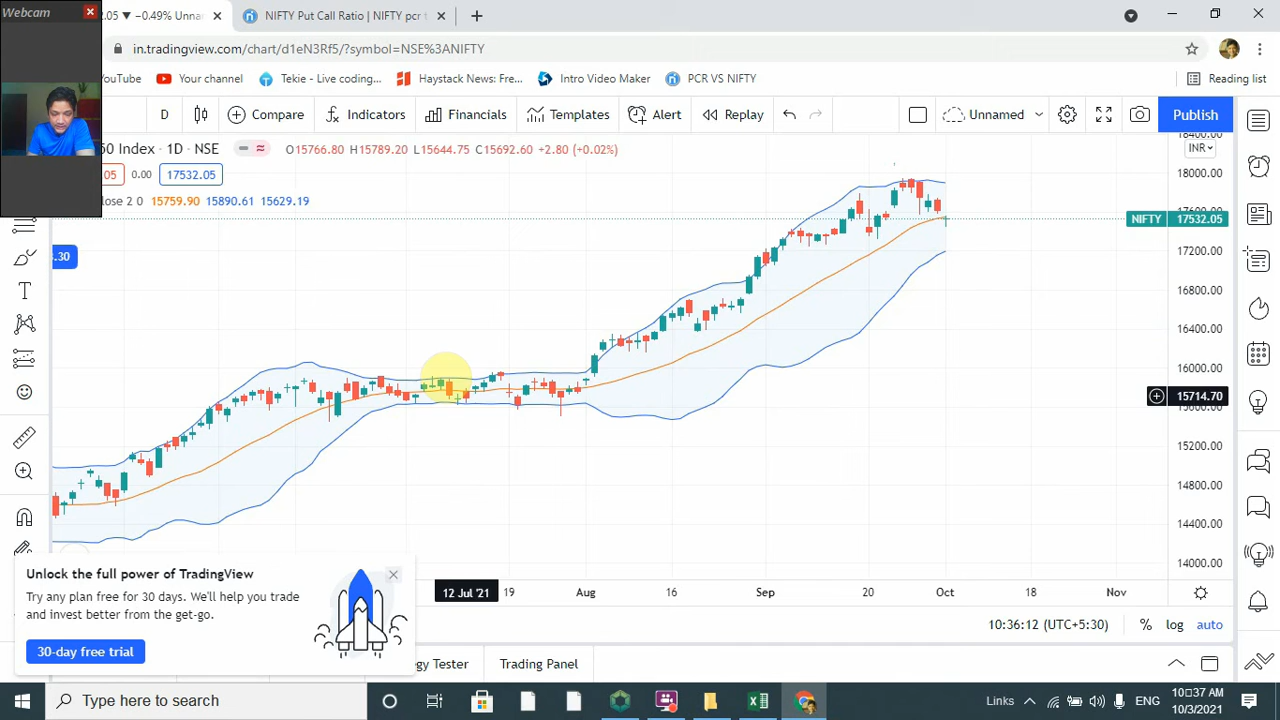 Webcam
.05 ▼ −0.49% Unna
NIFTY Put Call Ratio | NIFTY pcr t
in.tradingview.com/chart/d1eN3Rf5/?symbol=NSE%3ANIFTY
YouTube
Your channel
Tekie - Live coding...
Haystack News: Fre...
Intro Video Maker
PCR VS NIFTY
Reading list
D
Compare
Indicators
Financials
Templates
Alert
Replay
Unnamed
Publish
50 Index · 1D · NSE
O15766.80 H15789.20 L15644.75 C15692.60 +2.80 (+0.02%)
.05
0.00
17532.05
lose 2 0 15759.90 15890.61 15629.19
.30
18400.00
INR
18000.00
17600.00
NIFTY 17532.05
17200.00
16800.00
16400.00
16000.00
15714.70
15600.00
15200.00
14800.00
14400.00
14000.00
12 Jul '21
19
Aug
16
Sep
20
Oct
18
Nov
Unlock the full power of TradingView
Try any plan free for 30 days. We'll help you trade
and invest better from the get-go.
30-day free trial
10:36:12 (UTC+5:30)
%
log
auto
gy Tester
Trading Panel
Type here to search
Links
ENG
10:37 AM
10/3/2021